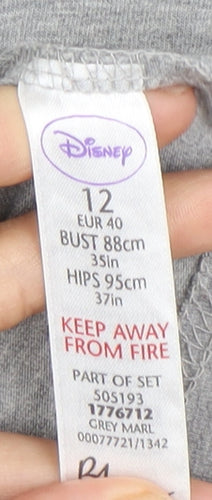 Disney
12
EUR 40
BUST 88cm
35in
HIPS 95cm
37in
KEEP AWAY
FROM FIRE
PART OF SET
505193
1776712
GREY MARL
00077721/1342